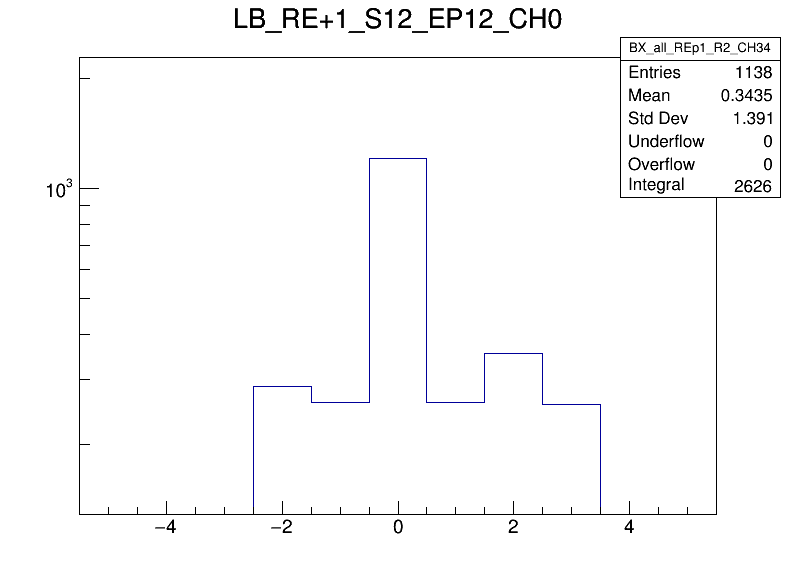 LB_RE+1_S12_EP12_CH0
BX_all_REp1_R2_CH34
Entries 1138
Mean 0.3435
Std Dev 1.391
Underflow 0
Overflow 0
Integral 2626
10³
−4 −2 0 2 4